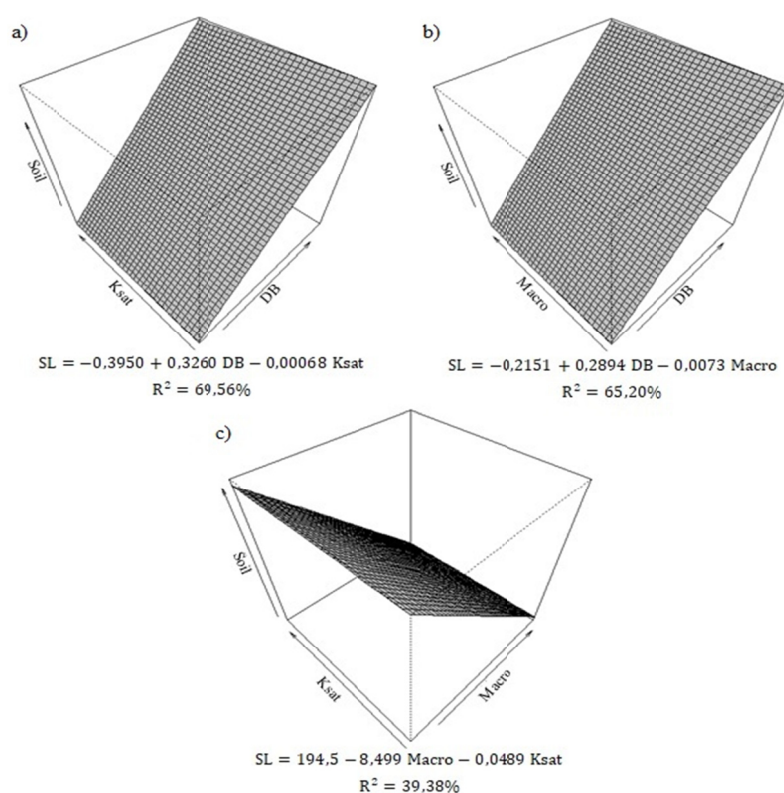 a)
Soil
Ksat
DB
SL = −0,3950 + 0,3260 DB − 0,00068 Ksat
R² = 69,56%
b)
Soil
Macro
DB
SL = −0,2151 + 0,2894 DB − 0,0073 Macro
R² = 65,20%
c)
Soil
Ksat
Macro
SL = 194,5 −8,499 Macro − 0,0489 Ksat
R² = 39,38%